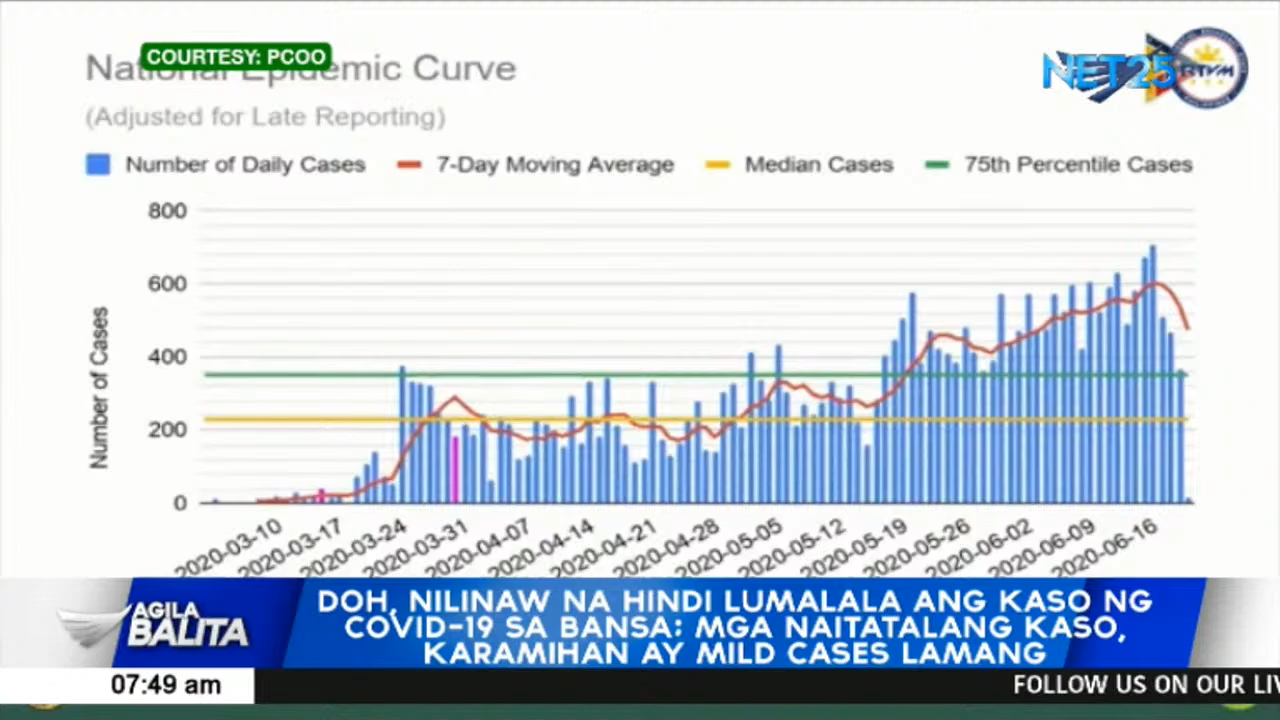 COURTESY: PCOO
National Epidemic Curve
(Adjusted for Late Reporting)
NET25
RTVM
Number of Daily Cases
7-Day Moving Average
Median Cases
75th Percentile Cases
Number of Cases
800
600
400
200
0
2020-03-10
2020-03-17
2020-03-24
2020-03-31
2020-04-07
2020-04-14
2020-04-21
2020-04-28
2020-05-05
2020-05-12
2020-05-19
2020-05-26
2020-06-02
2020-06-09
2020-06-16
AGILA
BALITA
DOH, NILINAW NA HINDI LUMALALA ANG KASO NG
COVID-19 SA BANSA: MGA NAITATALANG KASO,
KARAMIHAN AY MILD CASES LAMANG
07:49 am
FOLLOW US ON OUR LIV